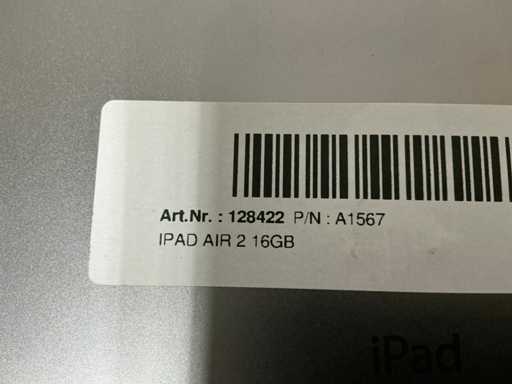 Art.Nr. : 128422 P/N : A1567
IPAD AIR 2 16GB
iPad